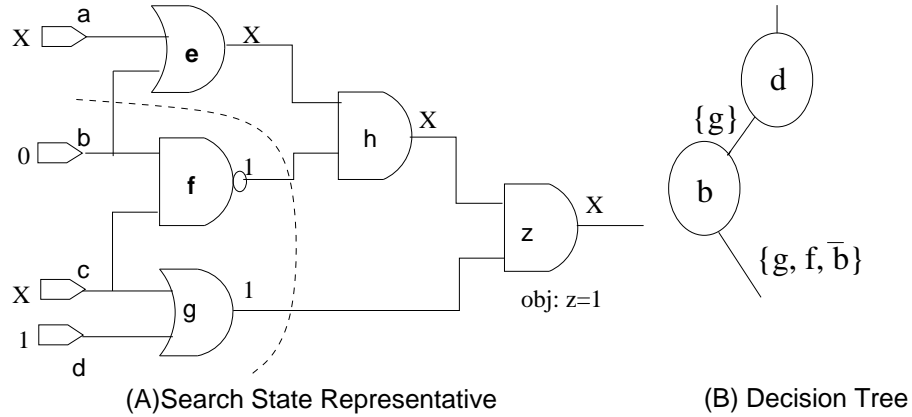 a
X
e
X
d
{g}
b
0
h
X
f
1
b
X
z
{g, f, b̅}
c
X
1
g
obj: z=1
1
d
(A)Search State Representative
(B) Decision Tree